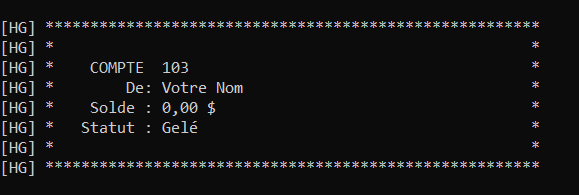 [HG] *******************************************************
[HG] *                                                     *
[HG] *    COMPTE  103                                      *
[HG] *        De: Votre Nom                                *
[HG] *    Solde : 0,00 $                                   *
[HG] *   Statut : Gelé                                     *
[HG] *                                                     *
[HG] *******************************************************